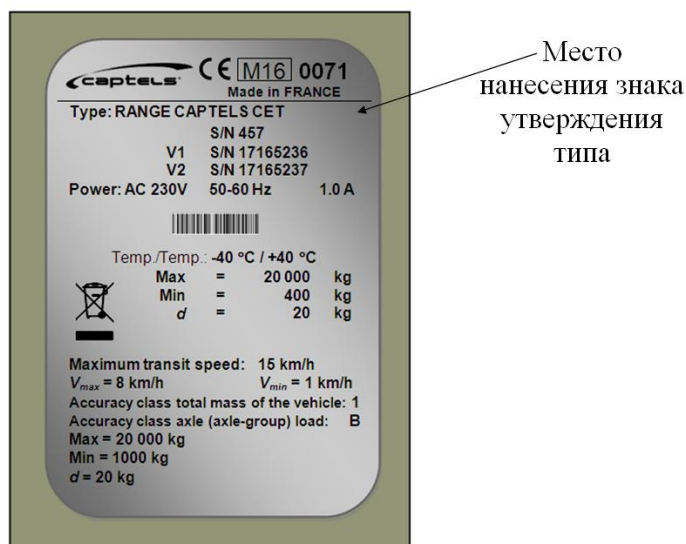 captels CE M16 0071
Made in FRANCE
Type: RANGE CAPTELS CET
S/N 457
V1 S/N 17165236
V2 S/N 17165237
Power: AC 230V 50-60 Hz 1.0 A
Temp./Temp.: -40 °C / +40 °C
Max = 20 000 kg
Min = 400 kg
d = 20 kg
Maximum transit speed: 15 km/h
Vmax = 8 km/h Vmin = 1 km/h
Accuracy class total mass of the vehicle: 1
Accuracy class axle (axle-group) load: B
Max = 20 000 kg
Min = 1000 kg
d = 20 kg
Место
нанесения знака
утверждения
типа